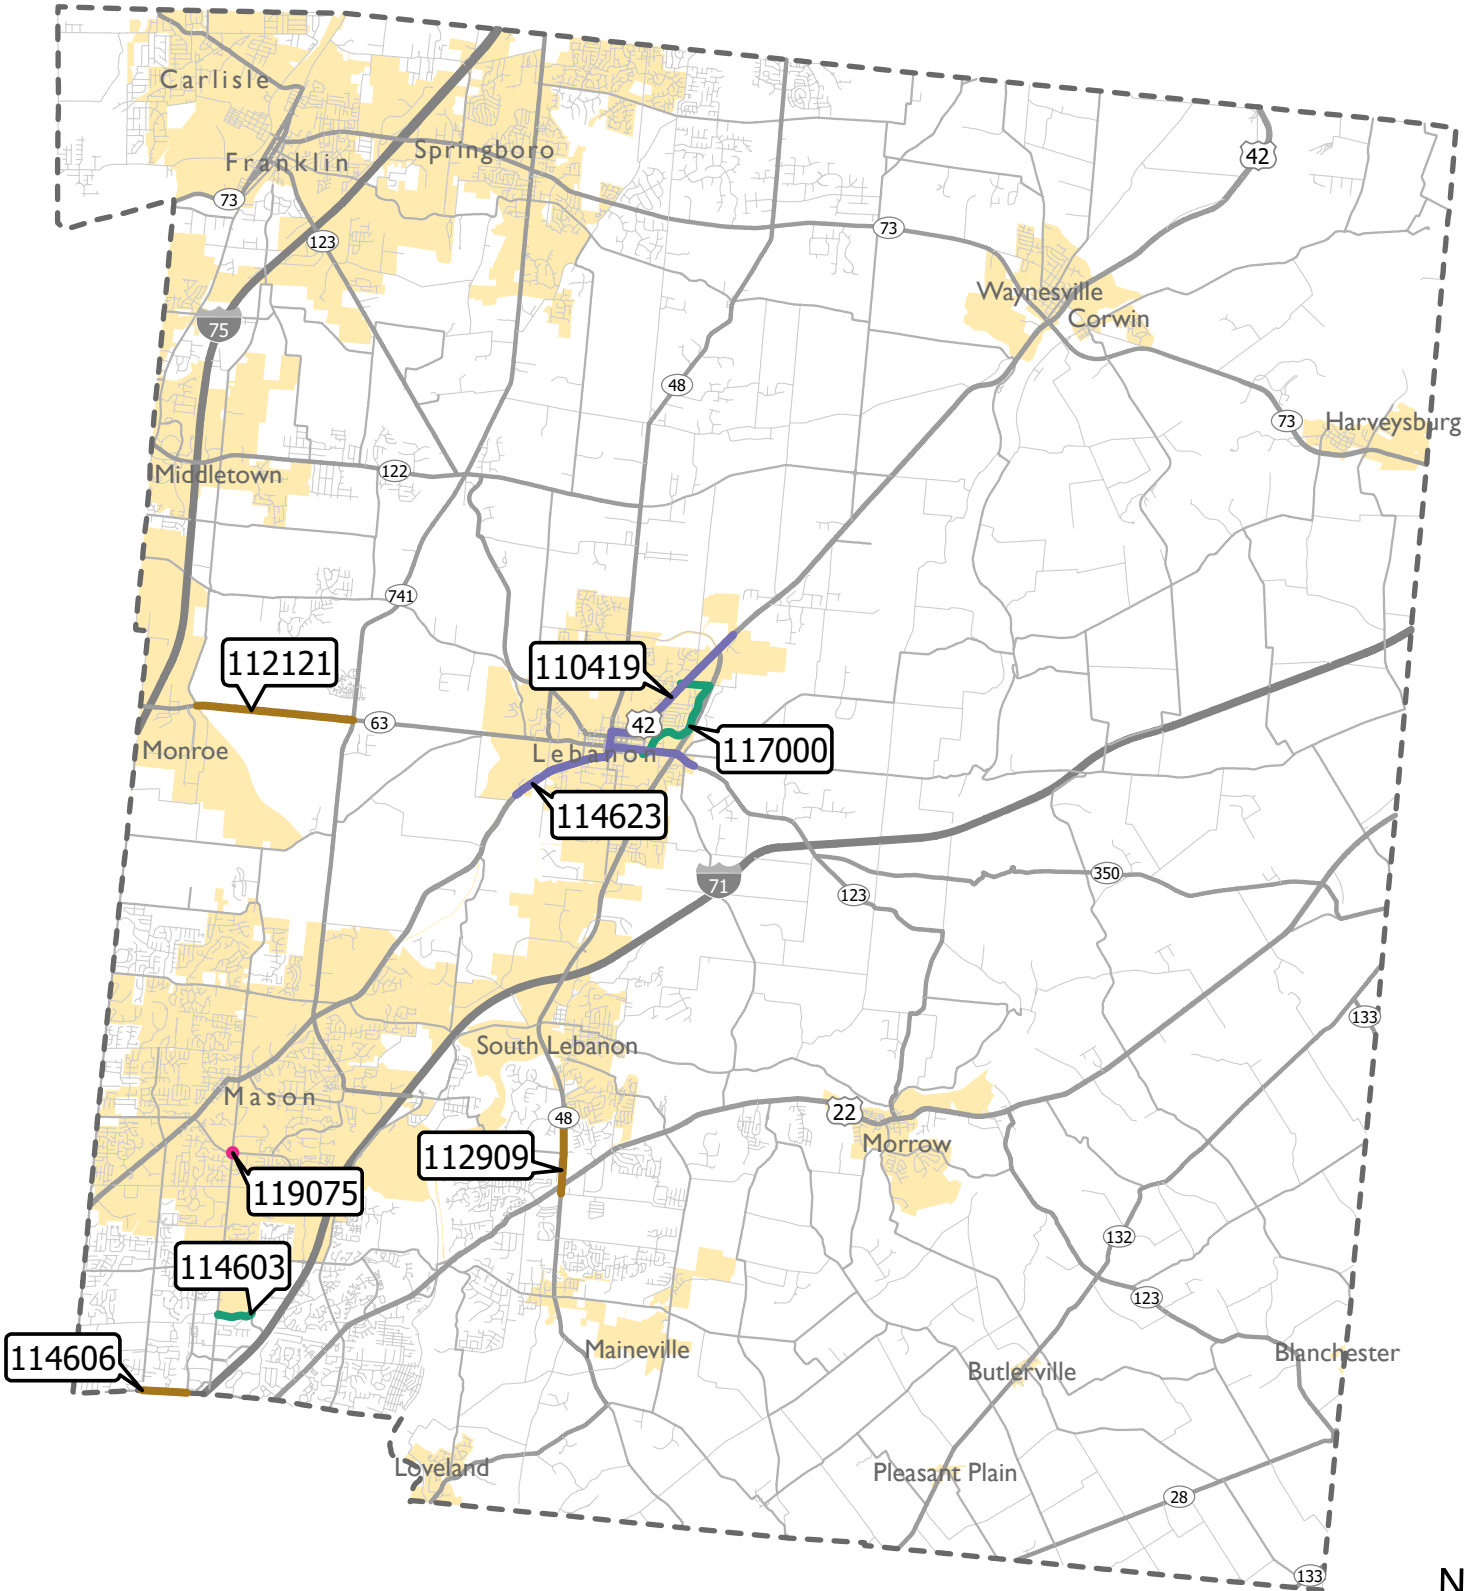 Carlisle
42
Springboro
Franklin
73
73
123
Waynesville
Corwin
75
48
73
Harveysburg
122
Middletown
741
112121
110419
63
42
Monroe
Lebanon
117000
114623
350
71
123
133
South Lebanon
Mason
22
48
Morrow
112909
119075
132
114603
123
Maineville
114606
Blanchester
Butlerville
Loveland
Pleasant Plain
28
133
N